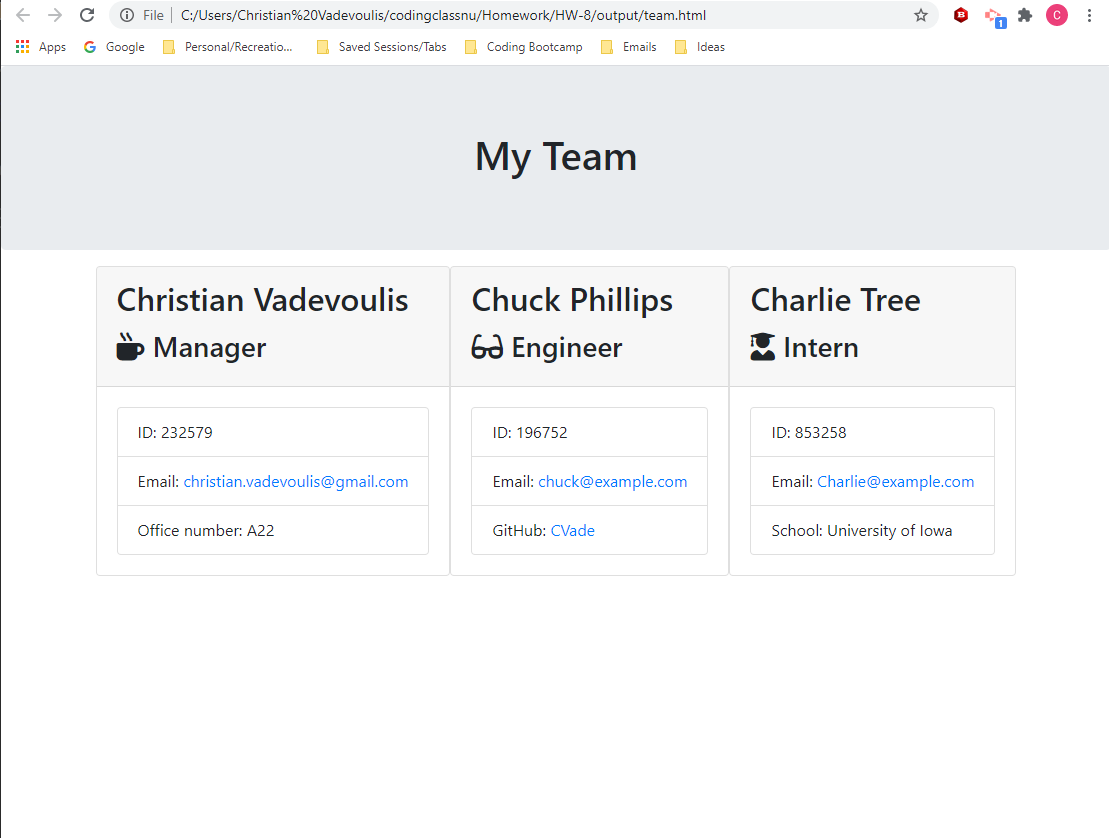 File C:/Users/Christian%20Vadevoulis/codingclassnu/Homework/HW-8/output/team.html B 1 C
Apps Google Personal/Recreatio... Saved Sessions/Tabs Coding Bootcamp Emails Ideas
My Team
Christian Vadevoulis
Manager
ID: 232579
Email: christian.vadevoulis@gmail.com
Office number: A22
Chuck Phillips
Engineer
ID: 196752
Email: chuck@example.com
GitHub: CVade
Charlie Tree
Intern
ID: 853258
Email: Charlie@example.com
School: University of Iowa